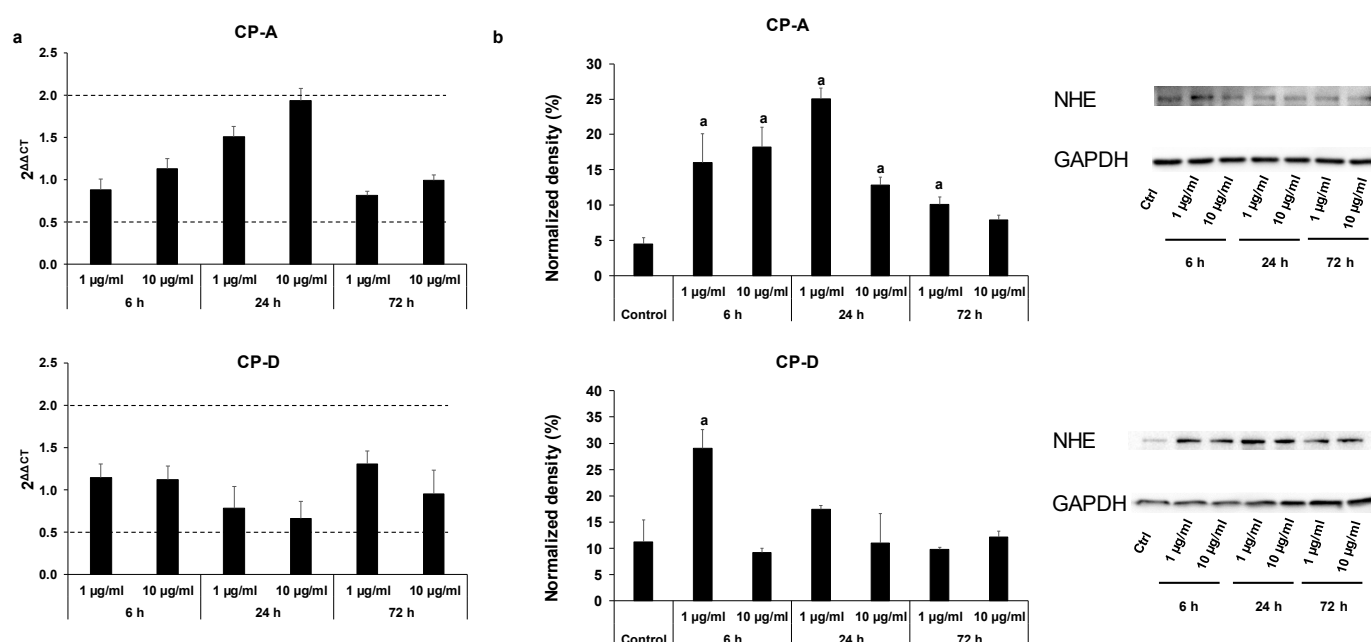 a
CP-A
2ΔΔCT
2.5
2.0
1.5
1.0
0.5
0.0
1 µg/ml 10 µg/ml 1 µg/ml 10 µg/ml 1 µg/ml 10 µg/ml
6 h 24 h 72 h
CP-D
2ΔΔCT
2.5
2.0
1.5
1.0
0.5
0.0
1 µg/ml 10 µg/ml 1 µg/ml 10 µg/ml 1 µg/ml 10 µg/ml
6 h 24 h 72 h
b
CP-A
Normalized density (%)
30
25
20
15
10
5
0
a a a a a
1 µg/ml 10 µg/ml 1 µg/ml 10 µg/ml 1 µg/ml 10 µg/ml
Control 6 h 24 h 72 h
NHE
GAPDH
Ctrl 1 µg/ml 10 µg/ml 1 µg/ml 10 µg/ml 1 µg/ml 10 µg/ml
6 h 24 h 72 h
CP-D
Normalized density (%)
40
35
30
25
20
15
10
5
0
a
1 µg/ml 10 µg/ml 1 µg/ml 10 µg/ml 1 µg/ml 10 µg/ml
Control 6 h 24 h 72 h
NHE
GAPDH
Ctrl 1 µg/ml 10 µg/ml 1 µg/ml 10 µg/ml 1 µg/ml 10 µg/ml
6 h 24 h 72 h